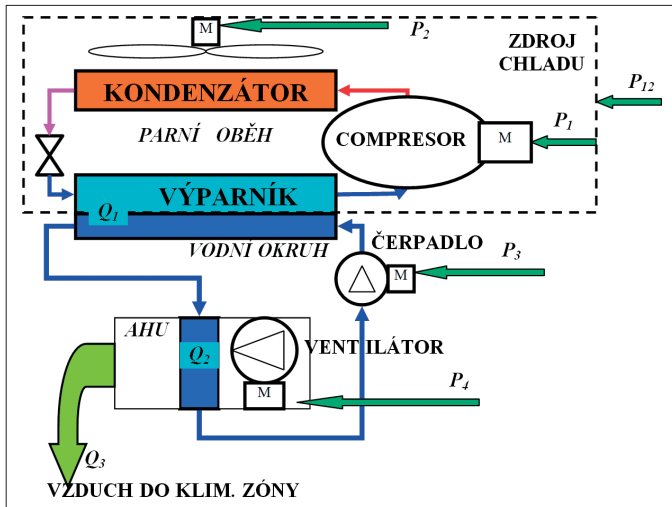 M
P2
ZDROJ
CHLADU
KONDENZÁTOR
P12
PARNÍ OBĚH
COMPRESOR
M
P1
VÝPARNÍK
Q1
VODNÍ OKRUH
ČERPADLO
M
P3
AHU
Q2
VENTILÁTOR
M
P4
Q3
VZDUCH DO KLIM. ZÓNY